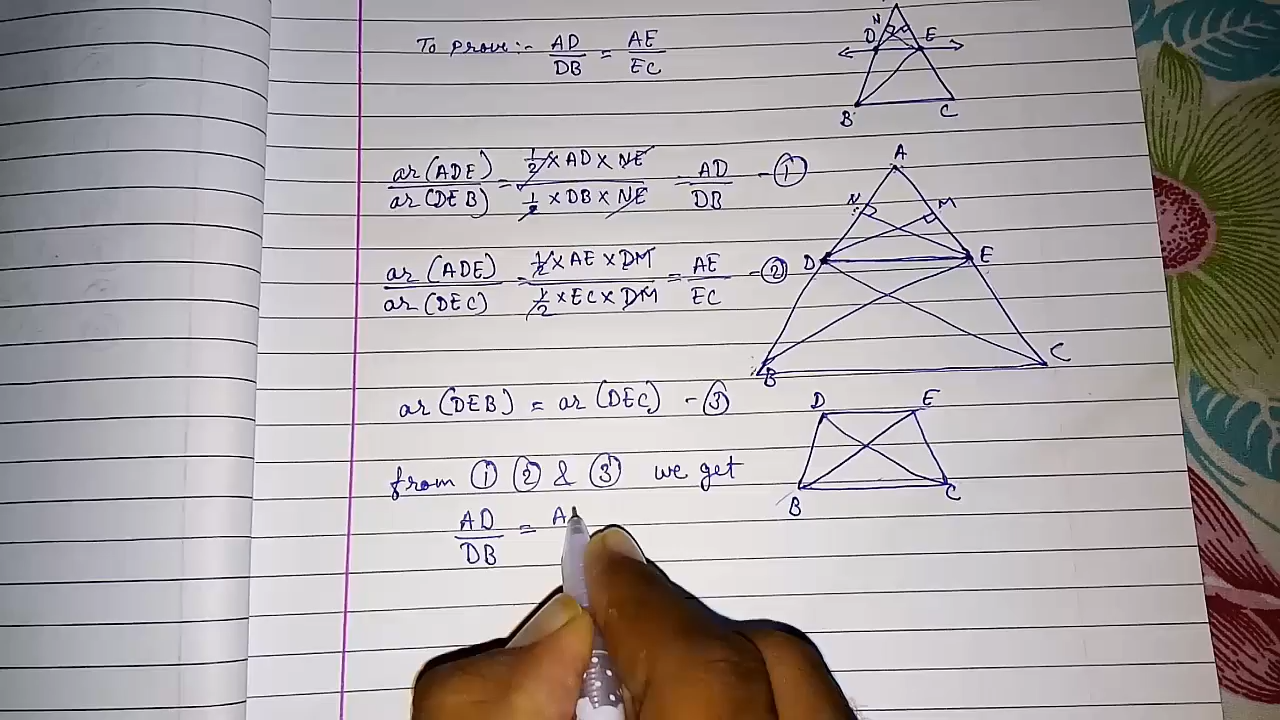 To prove:- AD/DB = AE/EC
N
D E
B C
ar(ADE)/ar(DEB) = 1/2 × AD × NE / 1/2 × DB × NE = AD/DB - ①
A
N M
D E
B C
ar(ADE)/ar(DEC) = 1/2 × AE × DM / 1/2 × EC × DM = AE/EC - ②
ar(DEB) = ar(DEC) - ③
D E
B C
from ① ② & ③ we get
AD/DB = A